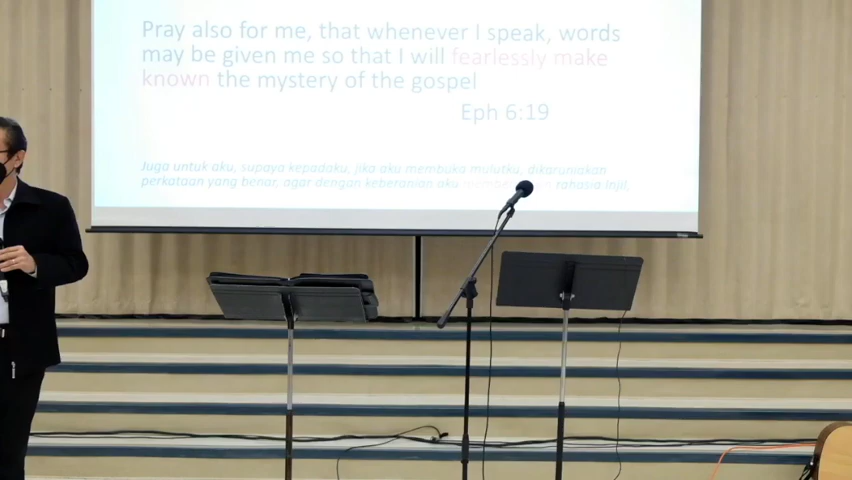 Pray also for me, that whenever I speak, words
may be given me so that I will fearlessly make
known the mystery of the gospel
Eph 6:19
Juga untuk aku, supaya kepadaku, jika aku membuka mulutku, dikaruniakan
perkataan yang benar, agar dengan keberanian aku rahasia Injil,